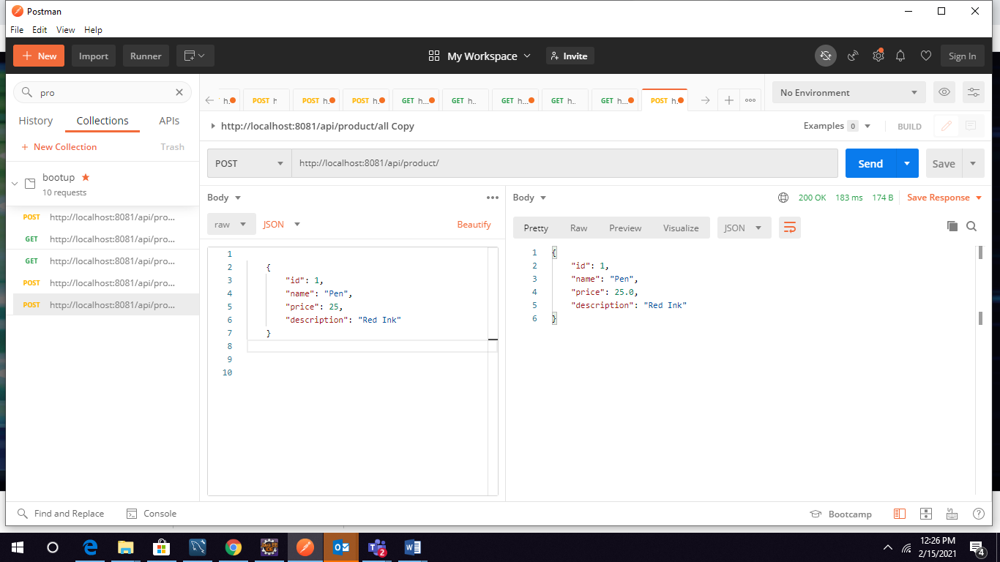 Postman
File Edit View Help
+ New Import Runner My Workspace Invite Sign In
pro
h. POST h POST h. POST h. GET h... GET h.. GET h... GET h.. GET h... POST h.
No Environment
History Collections APIs
+ New Collection Trash
bootup
10 requests
POST http://localhost:8081/api/pro...
GET http://localhost:8081/api/pro...
GET http://localhost:8081/api/pro...
POST http://localhost:8081/api/pro...
POST http://localhost:8081/api/pro...
http://localhost:8081/api/product/all Copy
Examples 0 BUILD
POST http://localhost:8081/api/product/ Send Save
Body
raw JSON Beautify
1
2 {
3 "id": 1,
4 "name": "Pen",
5 "price": 25,
6 "description": "Red Ink"
7 }
8
9
10
Body 200 OK 183 ms 174 B Save Response
Pretty Raw Preview Visualize JSON
1 {
2 "id": 1,
3 "name": "Pen",
4 "price": 25.0,
5 "description": "Red Ink"
6 }
Find and Replace Console Bootcamp
2
12:26 PM
2/15/2021
4